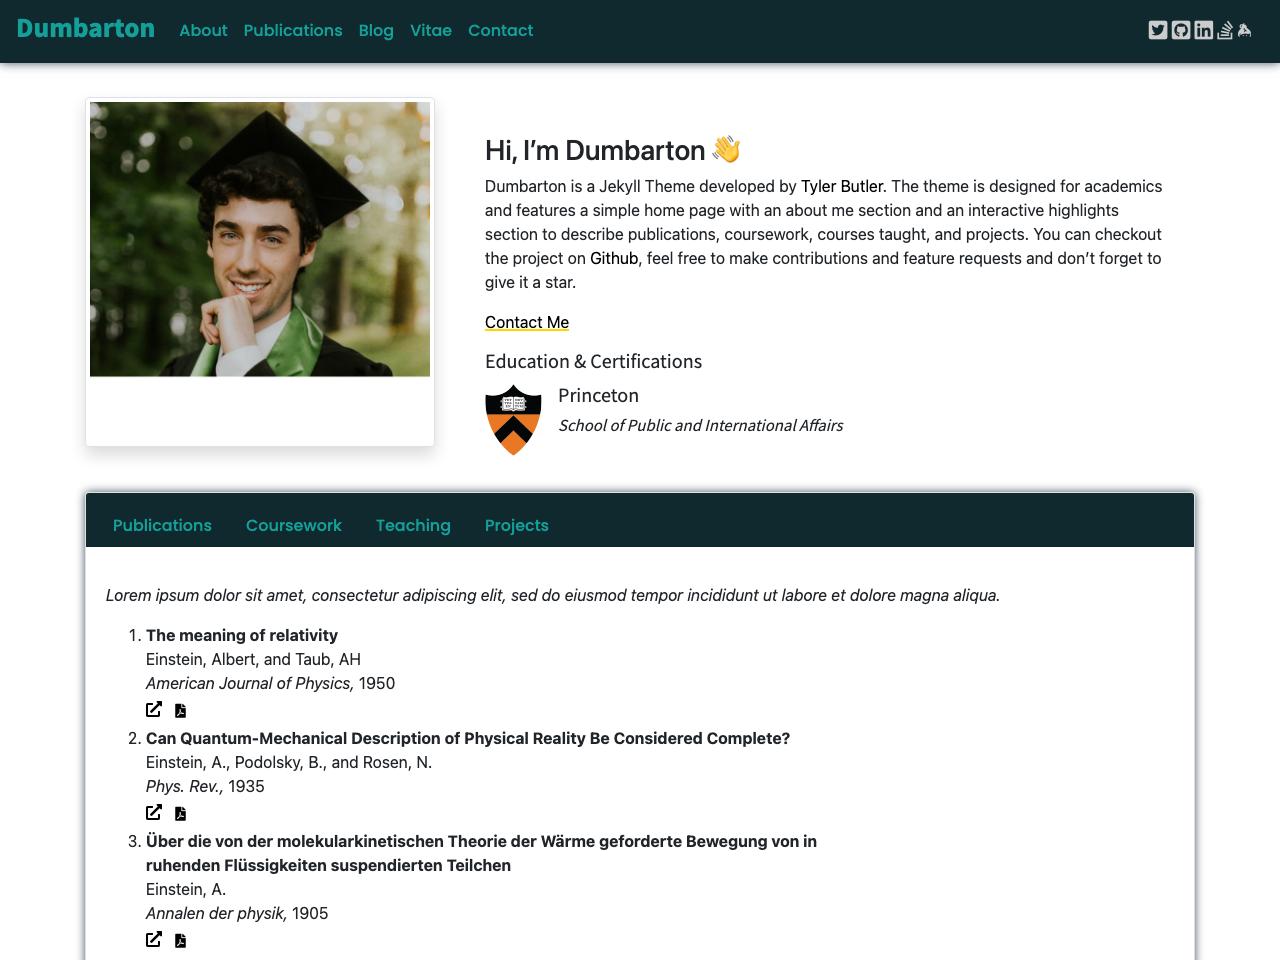 Dumbarton About Publications Blog Vitae Contact
Hi, I’m Dumbarton 👋
Dumbarton is a Jekyll Theme developed by Tyler Butler. The theme is designed for academics
and features a simple home page with an about me section and an interactive highlights
section to describe publications, coursework, courses taught, and projects. You can checkout
the project on Github, feel free to make contributions and feature requests and don’t forget to
give it a star.
Contact Me
Education & Certifications
Princeton
School of Public and International Affairs
Publications Coursework Teaching Projects
Lorem ipsum dolor sit amet, consectetur adipiscing elit, sed do eiusmod tempor incididunt ut labore et dolore magna aliqua.
1. The meaning of relativity
Einstein, Albert, and Taub, AH
American Journal of Physics, 1950
2. Can Quantum-Mechanical Description of Physical Reality Be Considered Complete?
Einstein, A., Podolsky, B., and Rosen, N.
Phys. Rev., 1935
3. Über die von der molekularkinetischen Theorie der Wärme geforderte Bewegung von in
ruhenden Flüssigkeiten suspendierten Teilchen
Einstein, A.
Annalen der physik, 1905